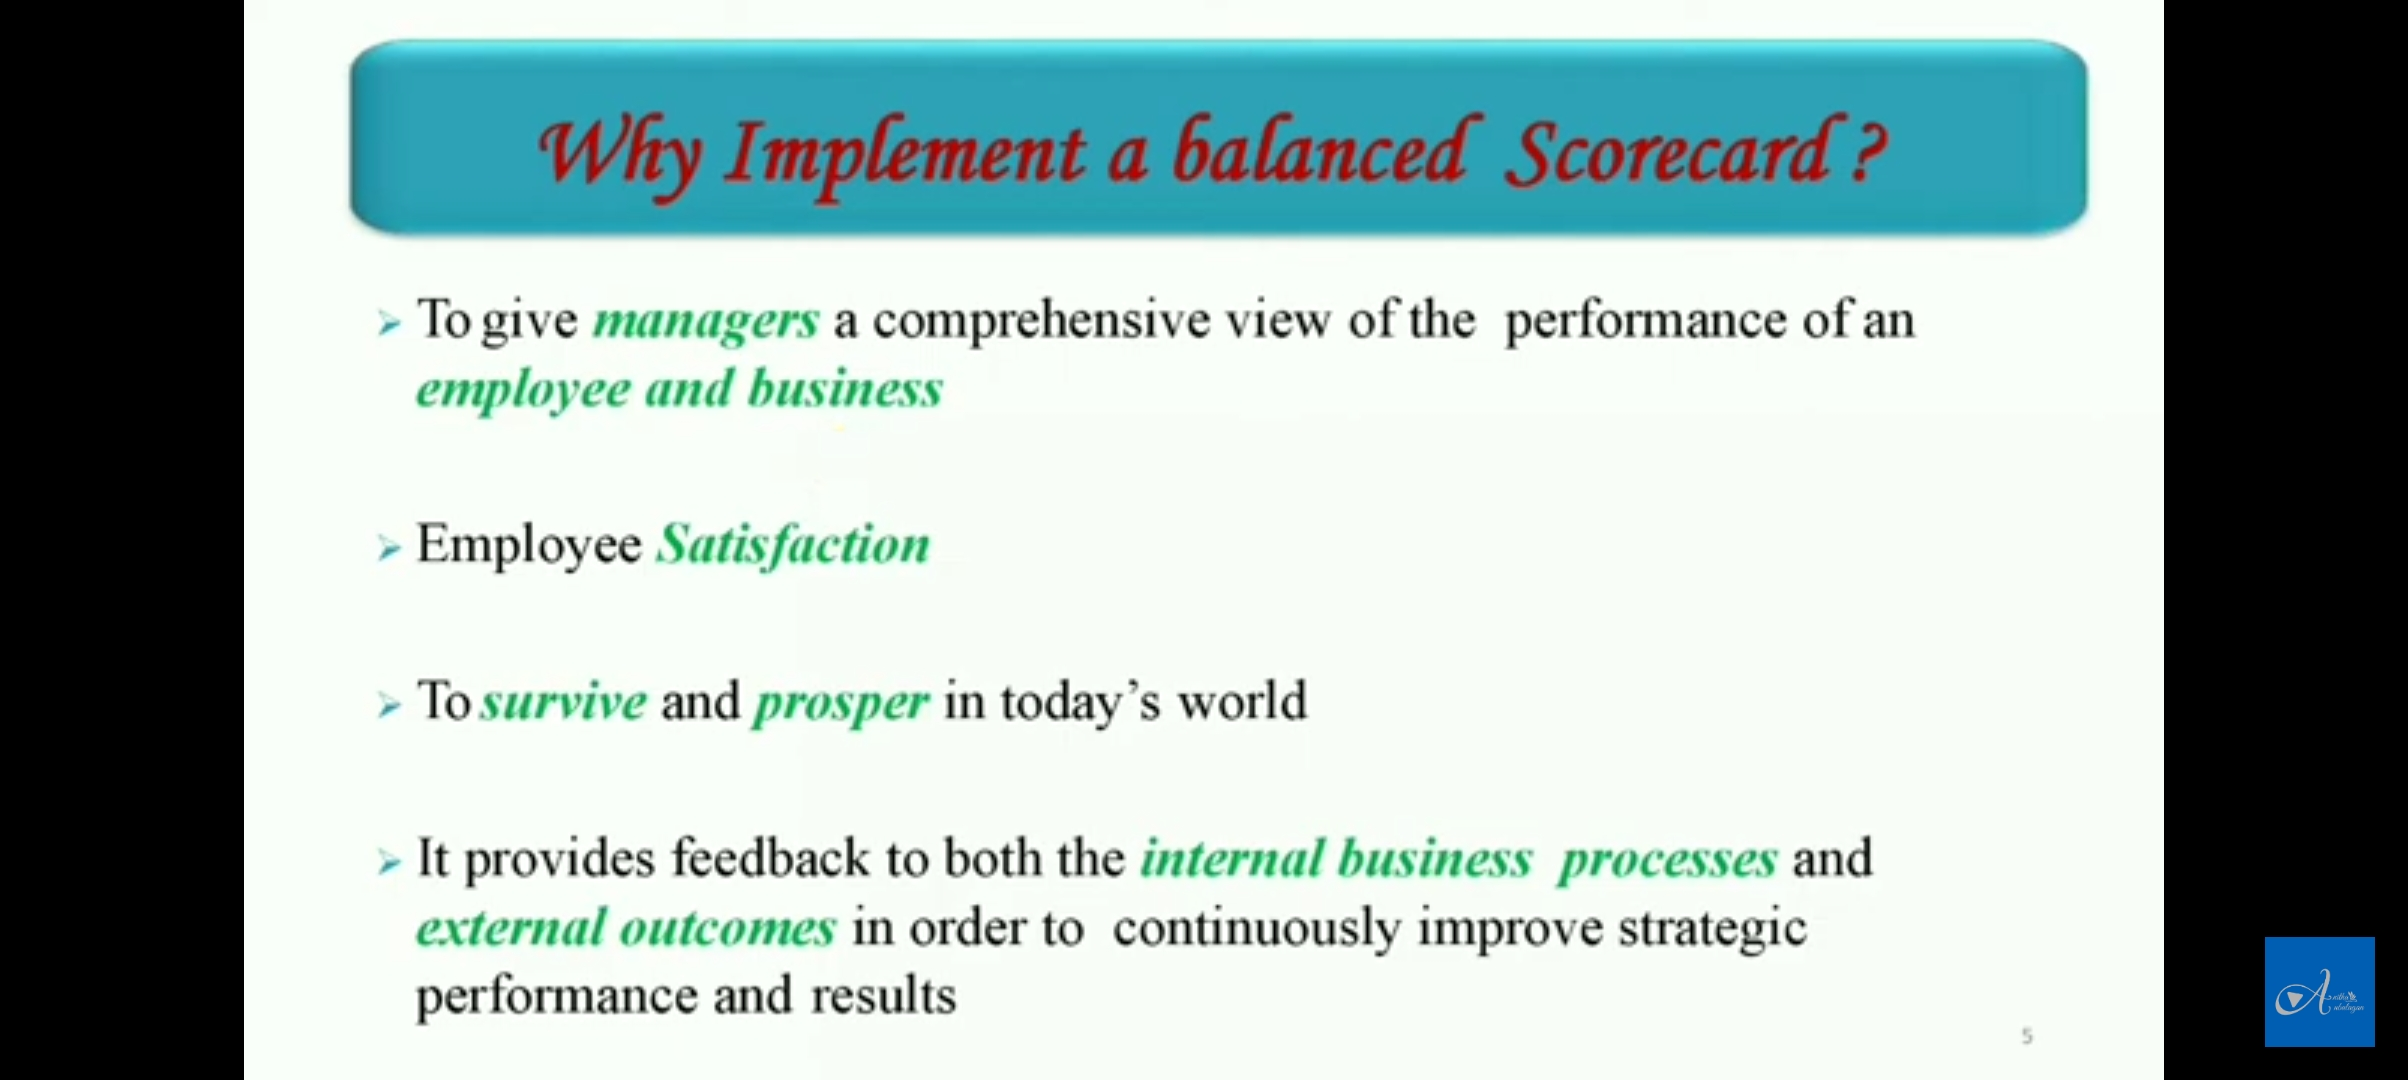 Why Implement a balanced Scorecard ?
➢ To give managers a comprehensive view of the performance of an
employee and business
➢ Employee Satisfaction
➢ To survive and prosper in today’s world
➢ It provides feedback to both the internal business processes and
external outcomes in order to continuously improve strategic
performance and results
5